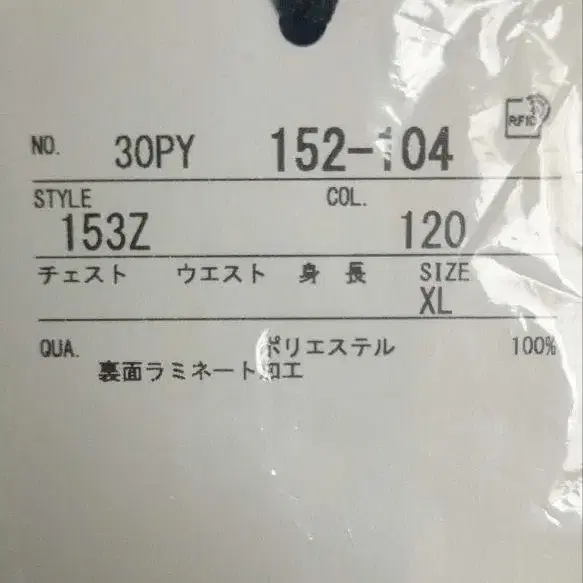 RFID
NO. 30PY 152-104
STYLE COL.
153Z 120
チェスト ウエスト 身長 SIZE
XL
QUA. ポリエステル 100%
裏面ラミネート加工